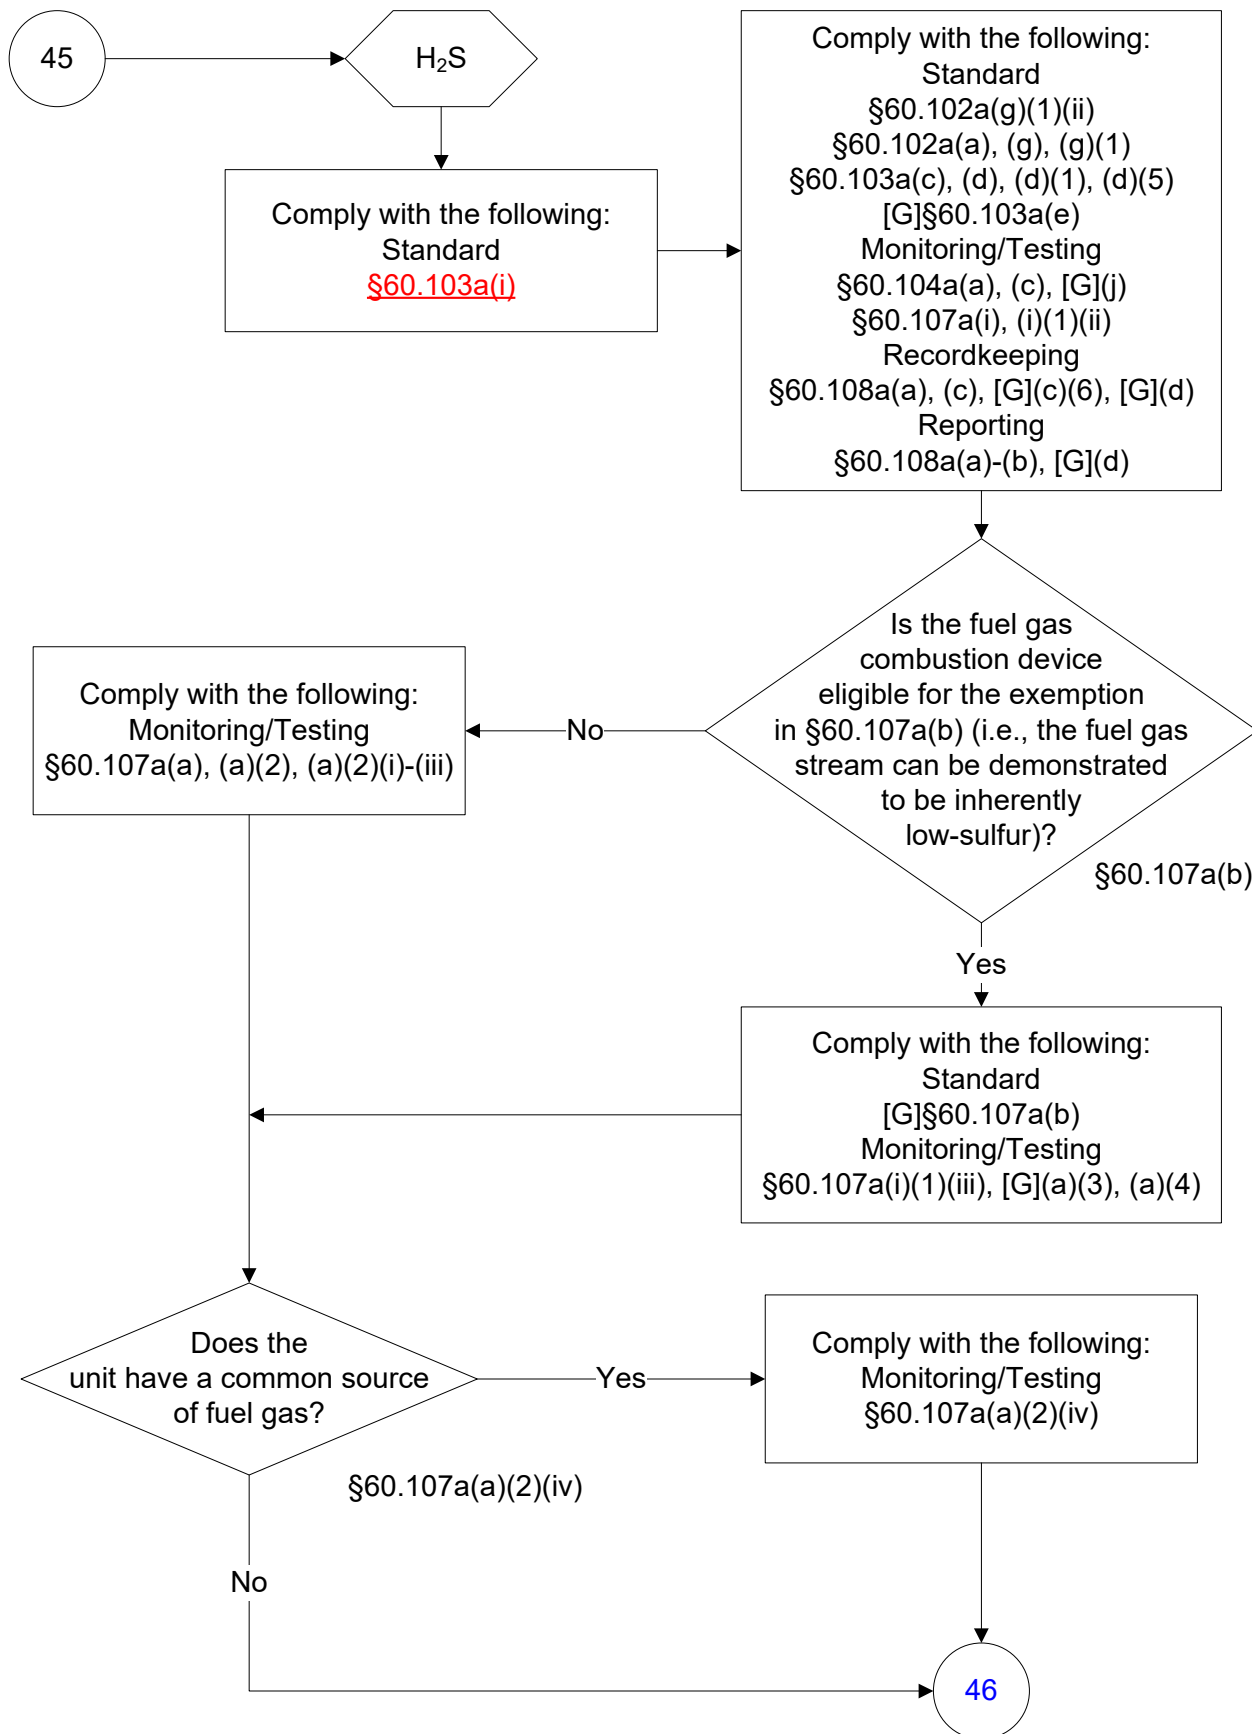 45
H₂S
Comply with the following:
Standard
§60.103a(i)
Comply with the following:
Standard
§60.102a(g)(1)(ii)
§60.102a(a), (g), (g)(1)
§60.103a(c), (d), (d)(1), (d)(5)
[G]§60.103a(e)
Monitoring/Testing
§60.104a(a), (c), [G](j)
§60.107a(i), (i)(1)(ii)
Recordkeeping
§60.108a(a), (c), [G](c)(6), [G](d)
Reporting
§60.108a(a)-(b), [G](d)
Is the fuel gas
combustion device
eligible for the exemption
in §60.107a(b) (i.e., the fuel gas
stream can be demonstrated
to be inherently
low-sulfur)?
§60.107a(b)
No
Comply with the following:
Monitoring/Testing
§60.107a(a), (a)(2), (a)(2)(i)-(iii)
Yes
Comply with the following:
Standard
[G]§60.107a(b)
Monitoring/Testing
§60.107a(i)(1)(iii), [G](a)(3), (a)(4)
Does the
unit have a common source
of fuel gas?
§60.107a(a)(2)(iv)
Yes
Comply with the following:
Monitoring/Testing
§60.107a(a)(2)(iv)
No
46